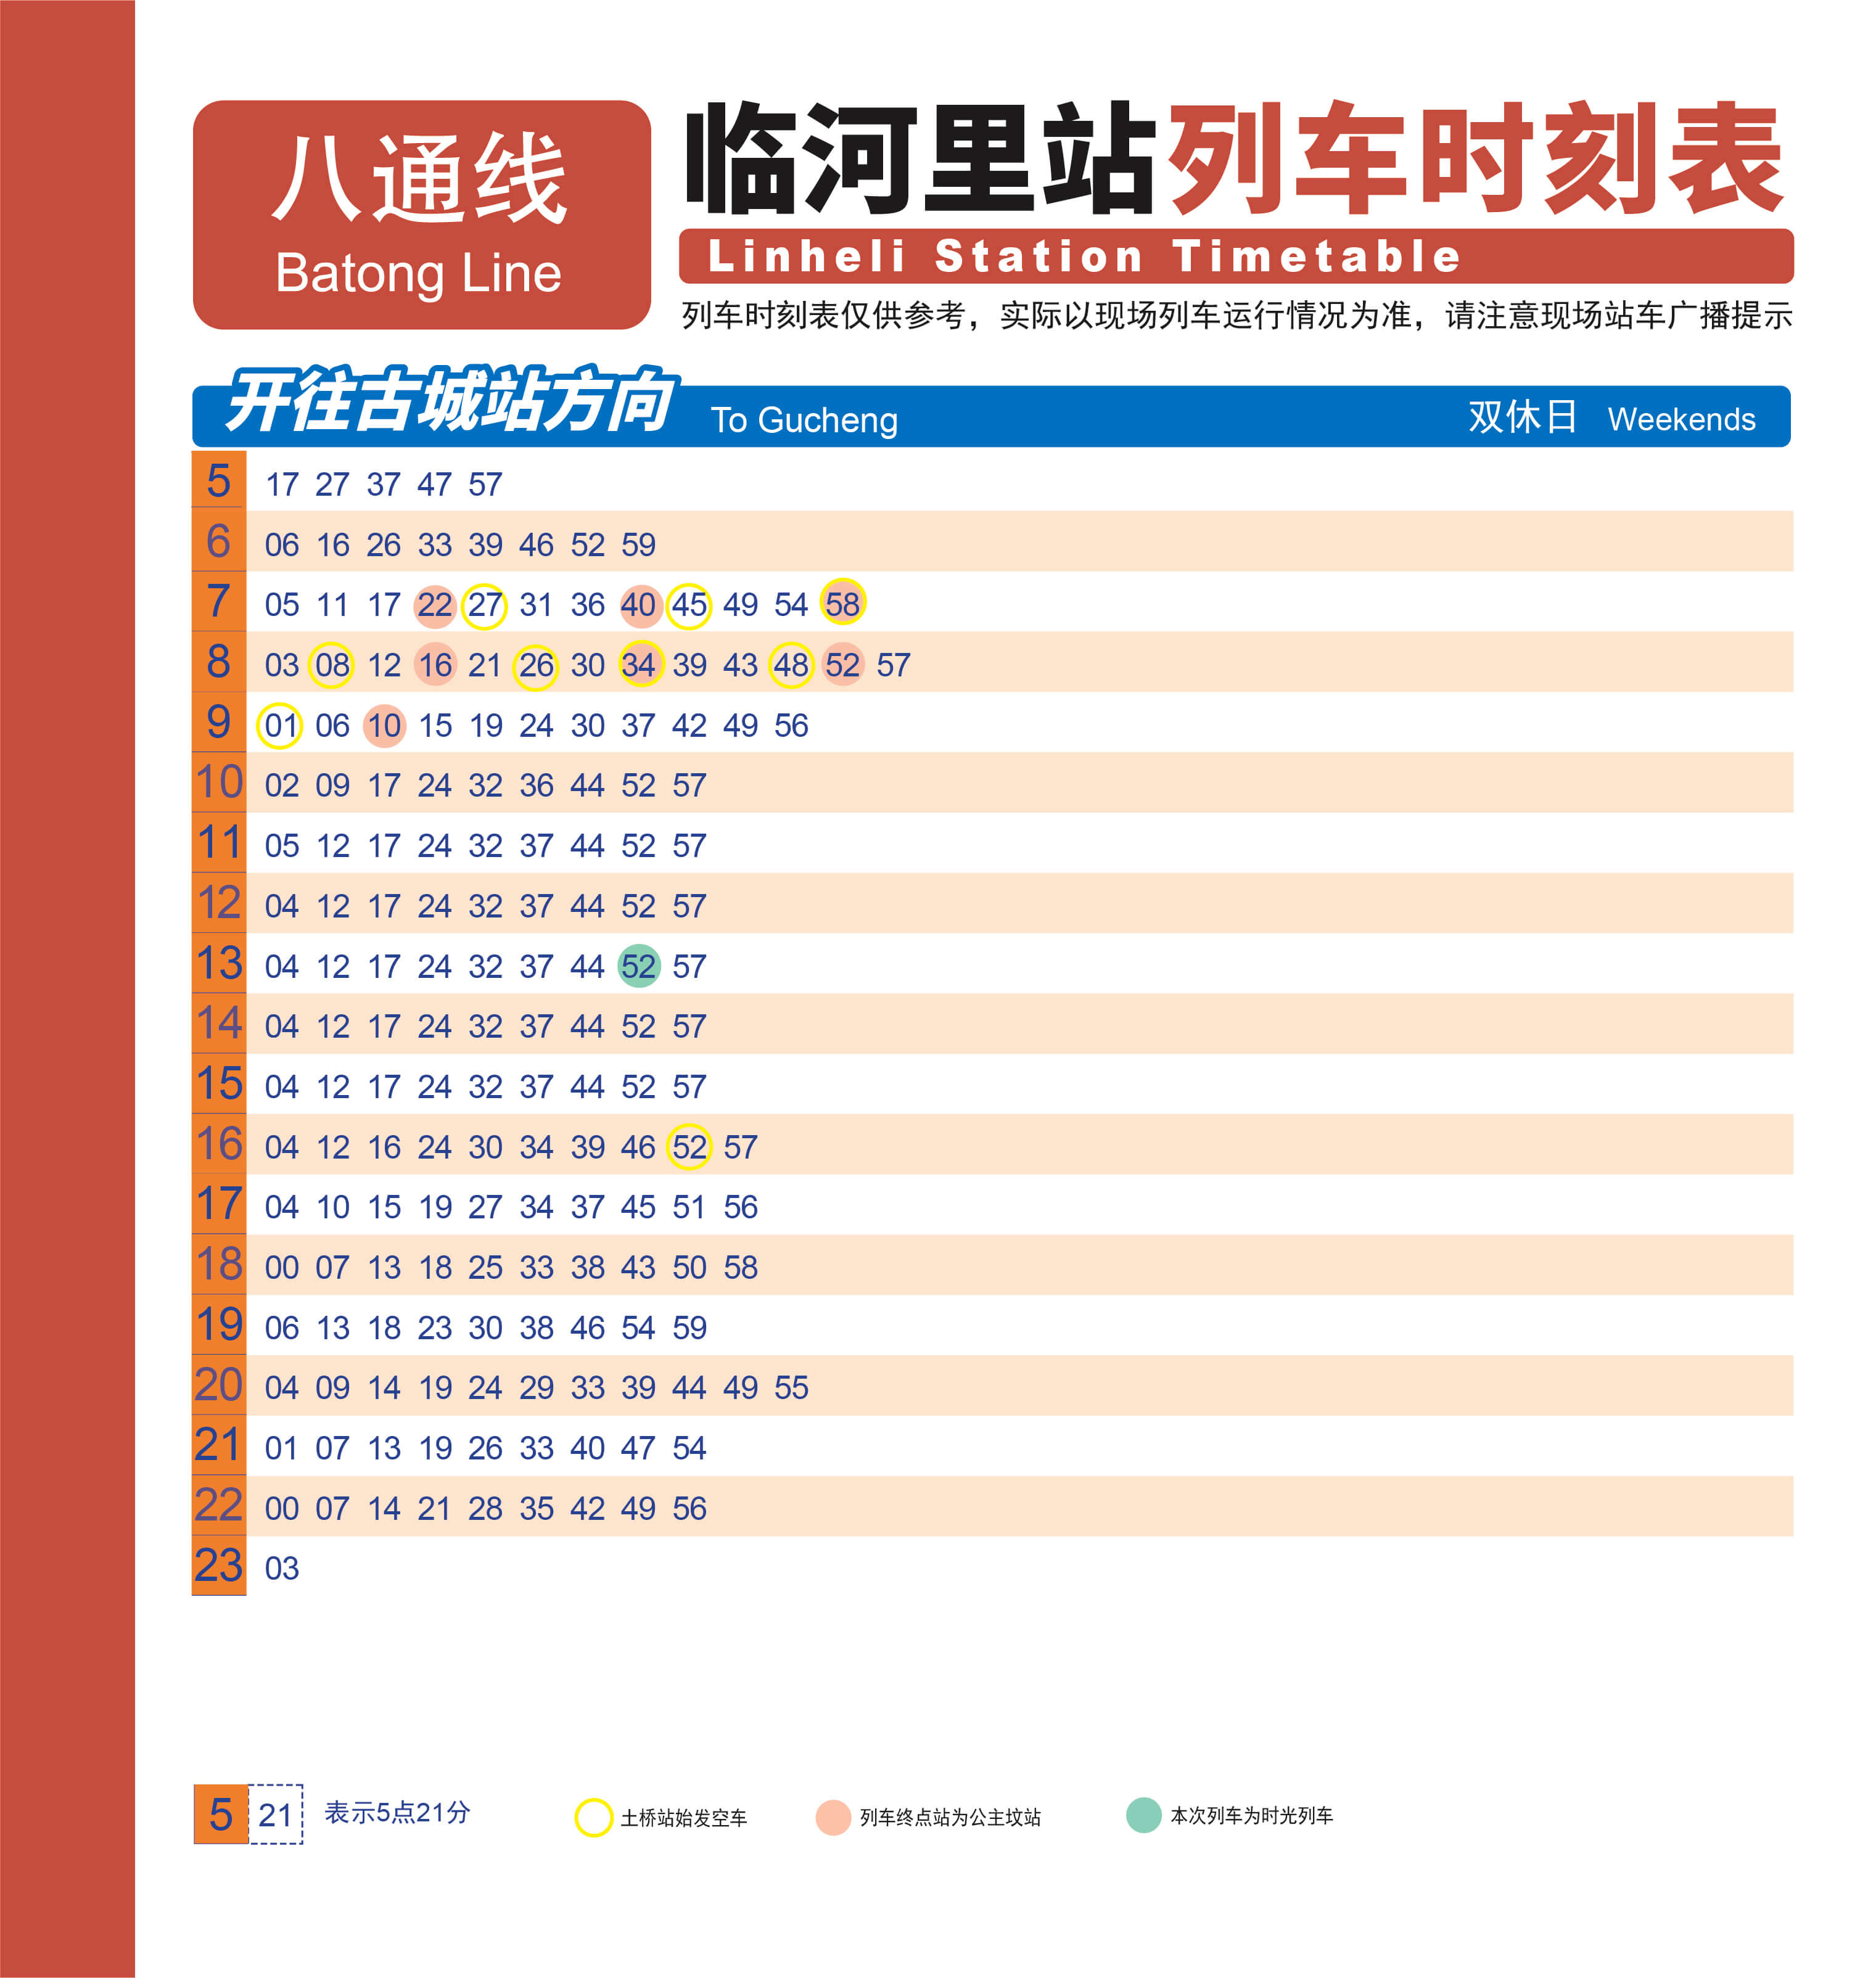 八通线
Batong Line
临河里站列车时刻表
Linheli Station Timetable
列车时刻表仅供参考，实际以现场列车运行情况为准，请注意现场站车广播提示
开往古城站方向 To Gucheng 双休日 Weekends
5 17 27 37 47 57
6 06 16 26 33 39 46 52 59
7 05 11 17 22 27 31 36 40 45 49 54 58
8 03 08 12 16 21 26 30 34 39 43 48 52 57
9 01 06 10 15 19 24 30 37 42 49 56
10 02 09 17 24 32 36 44 52 57
11 05 12 17 24 32 37 44 52 57
12 04 12 17 24 32 37 44 52 57
13 04 12 17 24 32 37 44 52 57
14 04 12 17 24 32 37 44 52 57
15 04 12 17 24 32 37 44 52 57
16 04 12 16 24 30 34 39 46 52 57
17 04 10 15 19 27 34 37 45 51 56
18 00 07 13 18 25 33 38 43 50 58
19 06 13 18 23 30 38 46 54 59
20 04 09 14 19 24 29 33 39 44 49 55
21 01 07 13 19 26 33 40 47 54
22 00 07 14 21 28 35 42 49 56
23 03
5 21 表示5点21分 土桥站始发空车 列车终点站为公主坟站 本次列车为时光列车